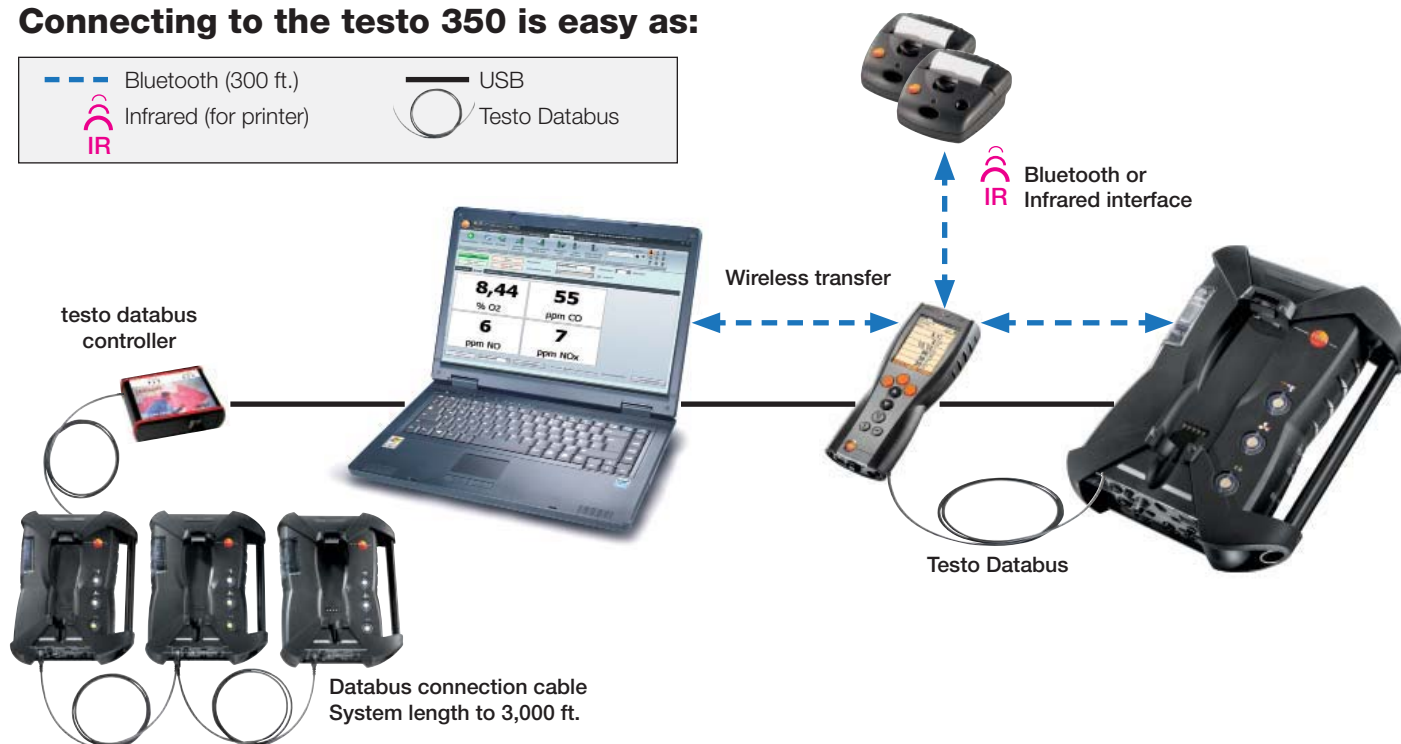 Connecting to the testo 350 is easy as:
Bluetooth (300 ft.)
USB
Infrared (for printer)
IR
Testo Databus
IR
Bluetooth or
Infrared interface
Wireless transfer
8,44
% O2
55
ppm CO
6
ppm NO
7
ppm NOx
testo databus
controller
Testo Databus
Databus connection cable
System length to 3,000 ft.